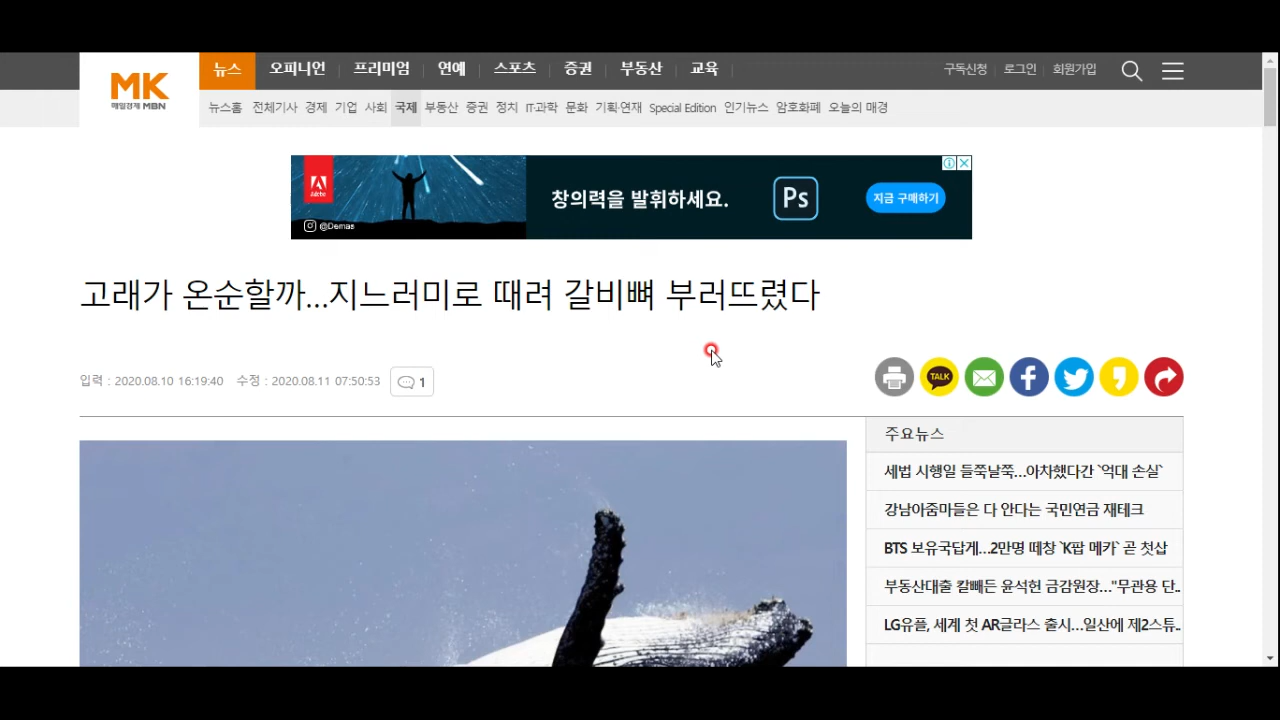 뉴스 오피니언 프리미엄 연예 스포츠 증권 부동산 교육 구독신청 로그인 회원가입
MK
매일경제 MBN
뉴스홈 전체기사 경제 기업 사회 국제 부동산 증권 정치 IT·과학 문화 기획·연재 Special Edition 인기뉴스 암호화폐 오늘의 매경
Adobe
@Demas
창의력을 발휘하세요.
Ps
지금 구매하기
고래가 온순할까...지느러미로 때려 갈비뼈 부러뜨렸다
입력 : 2020.08.10 16:19:40 수정 : 2020.08.11 07:50:53 1
TALK
주요뉴스
세법 시행일 들쭉날쭉...아차했다간 `억대 손실`
강남아줌마들은 다 안다는 국민연금 재테크
BTS 보유국답게...2만명 떼창 `K팝 메카` 곧 첫삽
부동산대출 칼빼든 윤석헌 금감원장..."무관용 단..
LG유플, 세계 첫 AR글라스 출시...일산에 제2스튜..